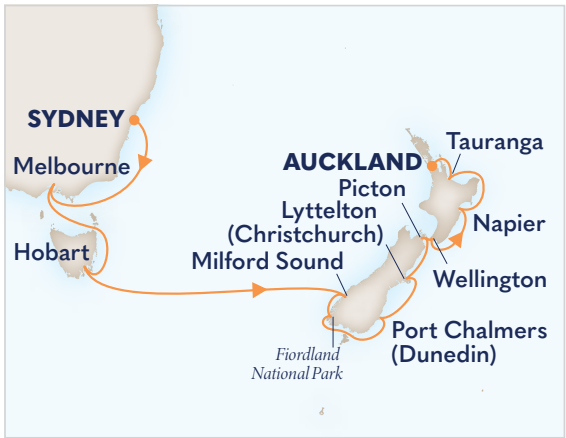 SYDNEY
Melbourne
Hobart
AUCKLAND
Tauranga
Picton
Lyttelton
(Christchurch)
Milford Sound
Napier
Wellington
Port Chalmers
(Dunedin)
Fiordland
National Park